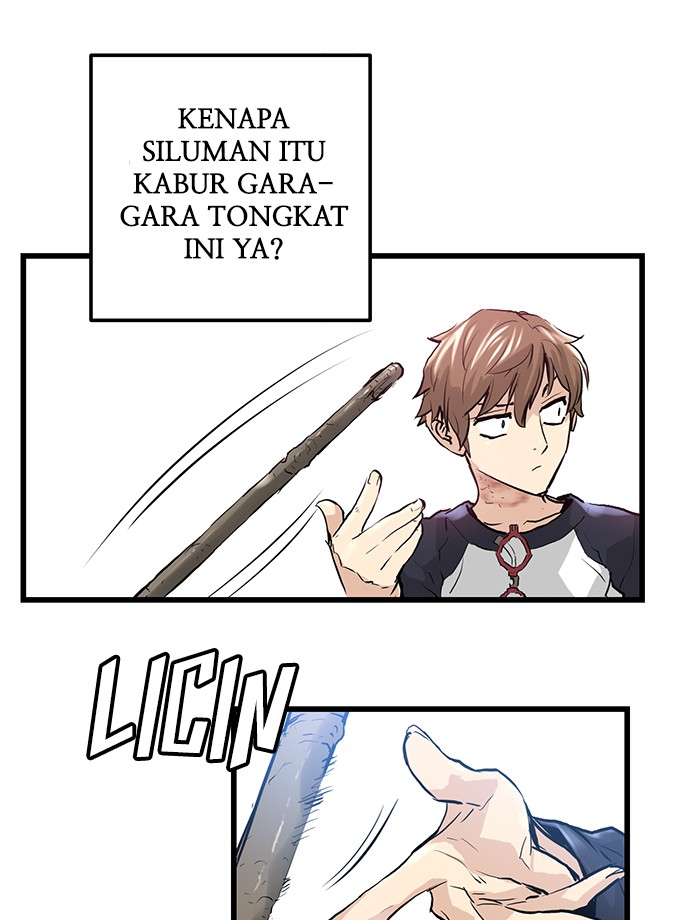 KENAPA
SILUMAN ITU
KABUR GARA-
GARA TONGKAT
INI YA?
LICIN